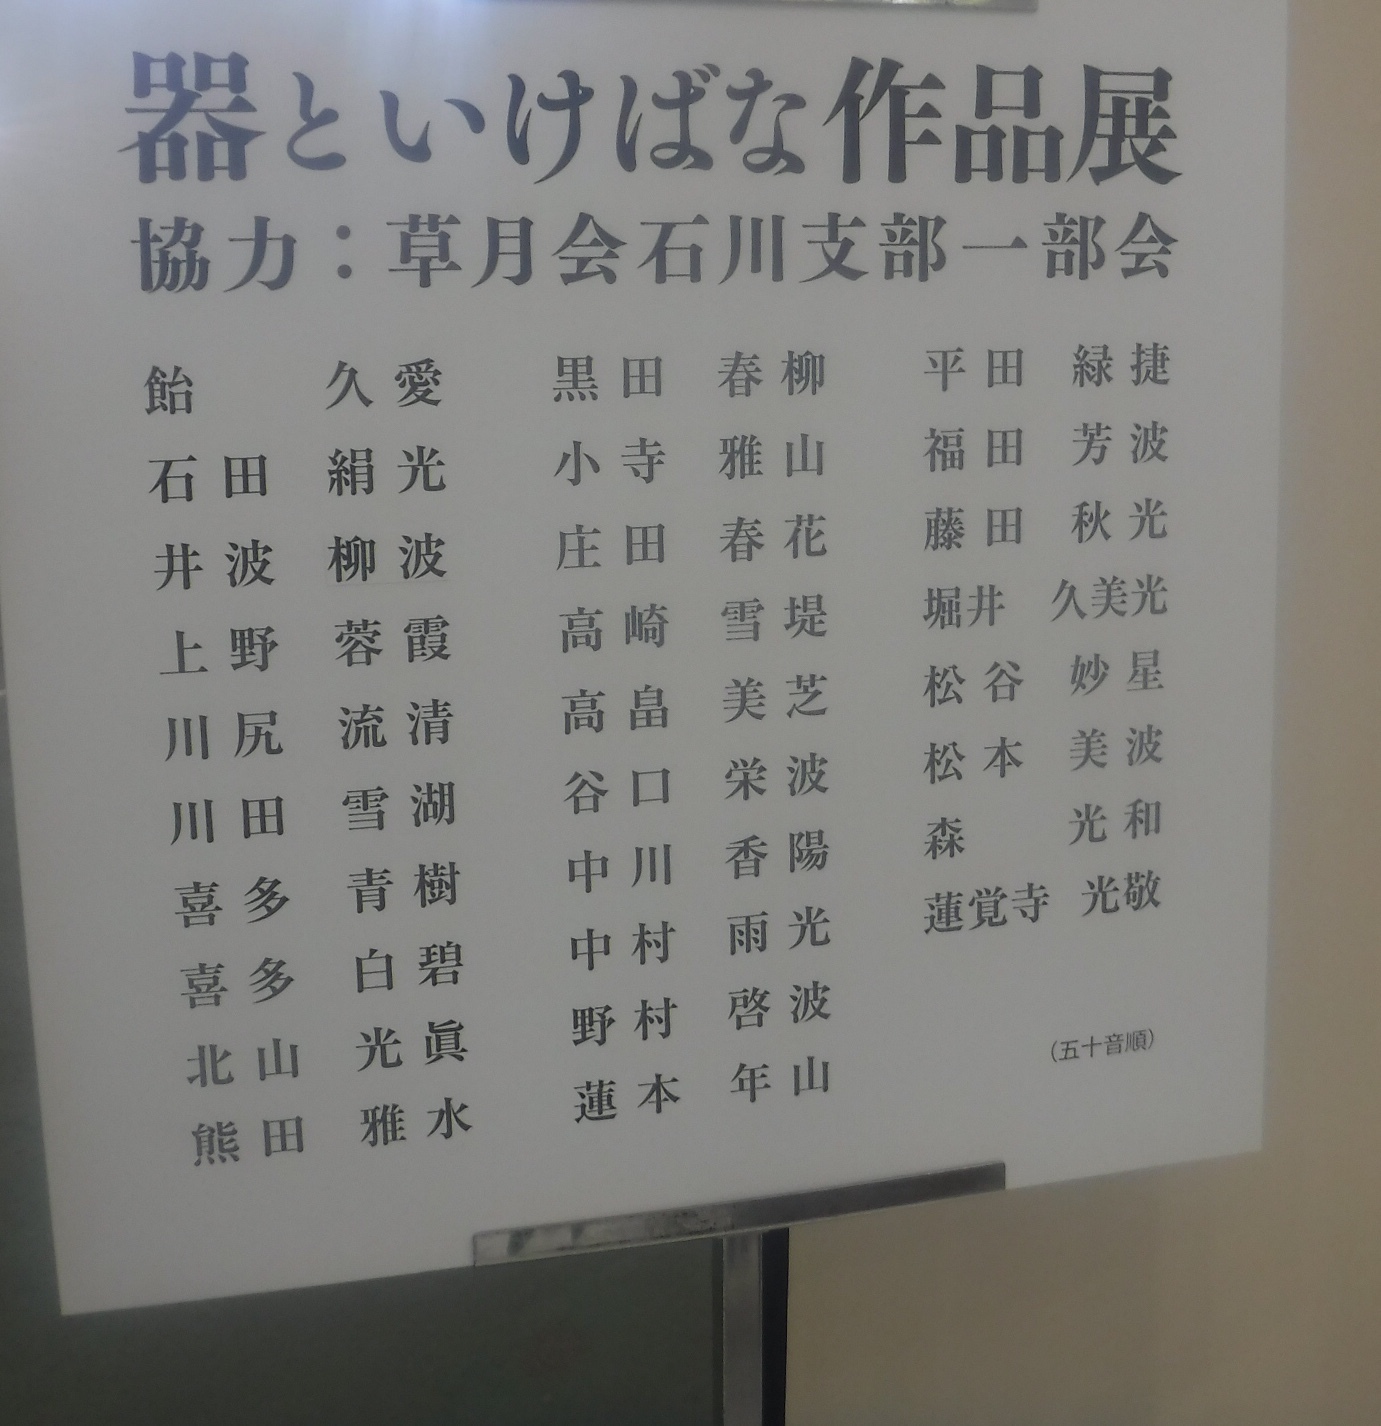 器といけばな作品展
協力：草月会石川支部一部会
飴 久愛
石田 絹光
井波 柳波
上野 蓉霞
川尻 流清
川田 雪湖
喜多 青樹
喜多 白碧
北山 光眞
熊田 雅水
黒田 春柳
小寺 雅山
庄田 春花
高崎 雪堤
高畠 美芝
谷口 栄波
中川 香陽
中村 雨光
野村 啓波
蓮本 年山
平田 緑捷
福田 芳波
藤田 秋光
堀井 久美光
松谷 妙星
松本 美波
森 光和
蓮覚寺 光敬
（五十音順）